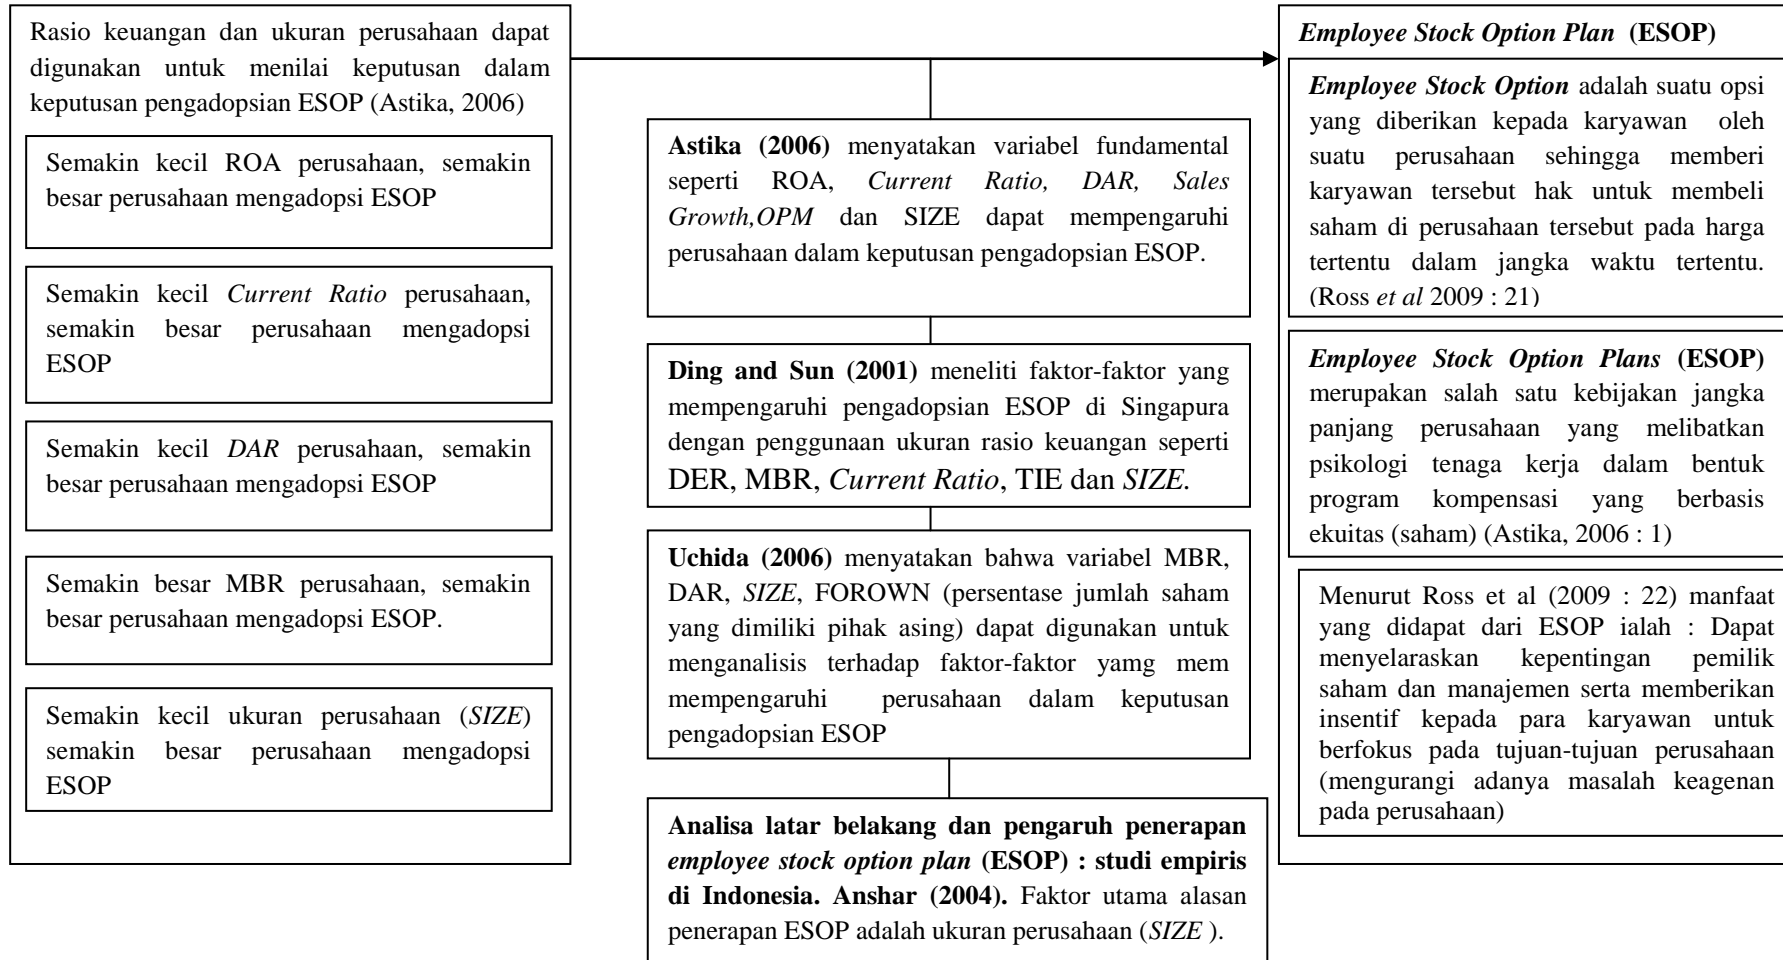 Rasio keuangan dan ukuran perusahaan dapat
digunakan untuk menilai keputusan dalam
keputusan pengadopsian ESOP (Astika, 2006)
Semakin kecil ROA perusahaan, semakin
besar perusahaan mengadopsi ESOP
Semakin kecil Current Ratio perusahaan,
semakin besar perusahaan mengadopsi
ESOP
Semakin kecil DAR perusahaan, semakin
besar perusahaan mengadopsi ESOP
Semakin besar MBR perusahaan, semakin
besar perusahaan mengadopsi ESOP.
Semakin kecil ukuran perusahaan (SIZE)
semakin besar perusahaan mengadopsi
ESOP
Astika (2006) menyatakan variabel fundamental
seperti ROA, Current Ratio, DAR, Sales
Growth,OPM dan SIZE dapat mempengaruhi
perusahaan dalam keputusan pengadopsian ESOP.
Ding and Sun (2001) meneliti faktor-faktor yang
mempengaruhi pengadopsian ESOP di Singapura
dengan penggunaan ukuran rasio keuangan seperti
DER, MBR, Current Ratio, TIE dan SIZE.
Uchida (2006) menyatakan bahwa variabel MBR,
DAR, SIZE, FOROWN (persentase jumlah saham
yang dimiliki pihak asing) dapat digunakan untuk
menganalisis terhadap faktor-faktor yamg mem
mempengaruhi perusahaan dalam keputusan
pengadopsian ESOP
Analisa latar belakang dan pengaruh penerapan
employee stock option plan (ESOP) : studi empiris
di Indonesia. Anshar (2004). Faktor utama alasan
penerapan ESOP adalah ukuran perusahaan (SIZE ).
Employee Stock Option Plan (ESOP)
Employee Stock Option adalah suatu opsi
yang diberikan kepada karyawan oleh
suatu perusahaan sehingga memberi
karyawan tersebut hak untuk membeli
saham di perusahaan tersebut pada harga
tertentu dalam jangka waktu tertentu.
(Ross et al 2009 : 21)
Employee Stock Option Plans (ESOP)
merupakan salah satu kebijakan jangka
panjang perusahaan yang melibatkan
psikologi tenaga kerja dalam bentuk
program kompensasi yang berbasis
ekuitas (saham) (Astika, 2006 : 1)
Menurut Ross et al (2009 : 22) manfaat
yang didapat dari ESOP ialah : Dapat
menyelaraskan kepentingan pemilik
saham dan manajemen serta memberikan
insentif kepada para karyawan untuk
berfokus pada tujuan-tujuan perusahaan
(mengurangi adanya masalah keagenan
pada perusahaan)